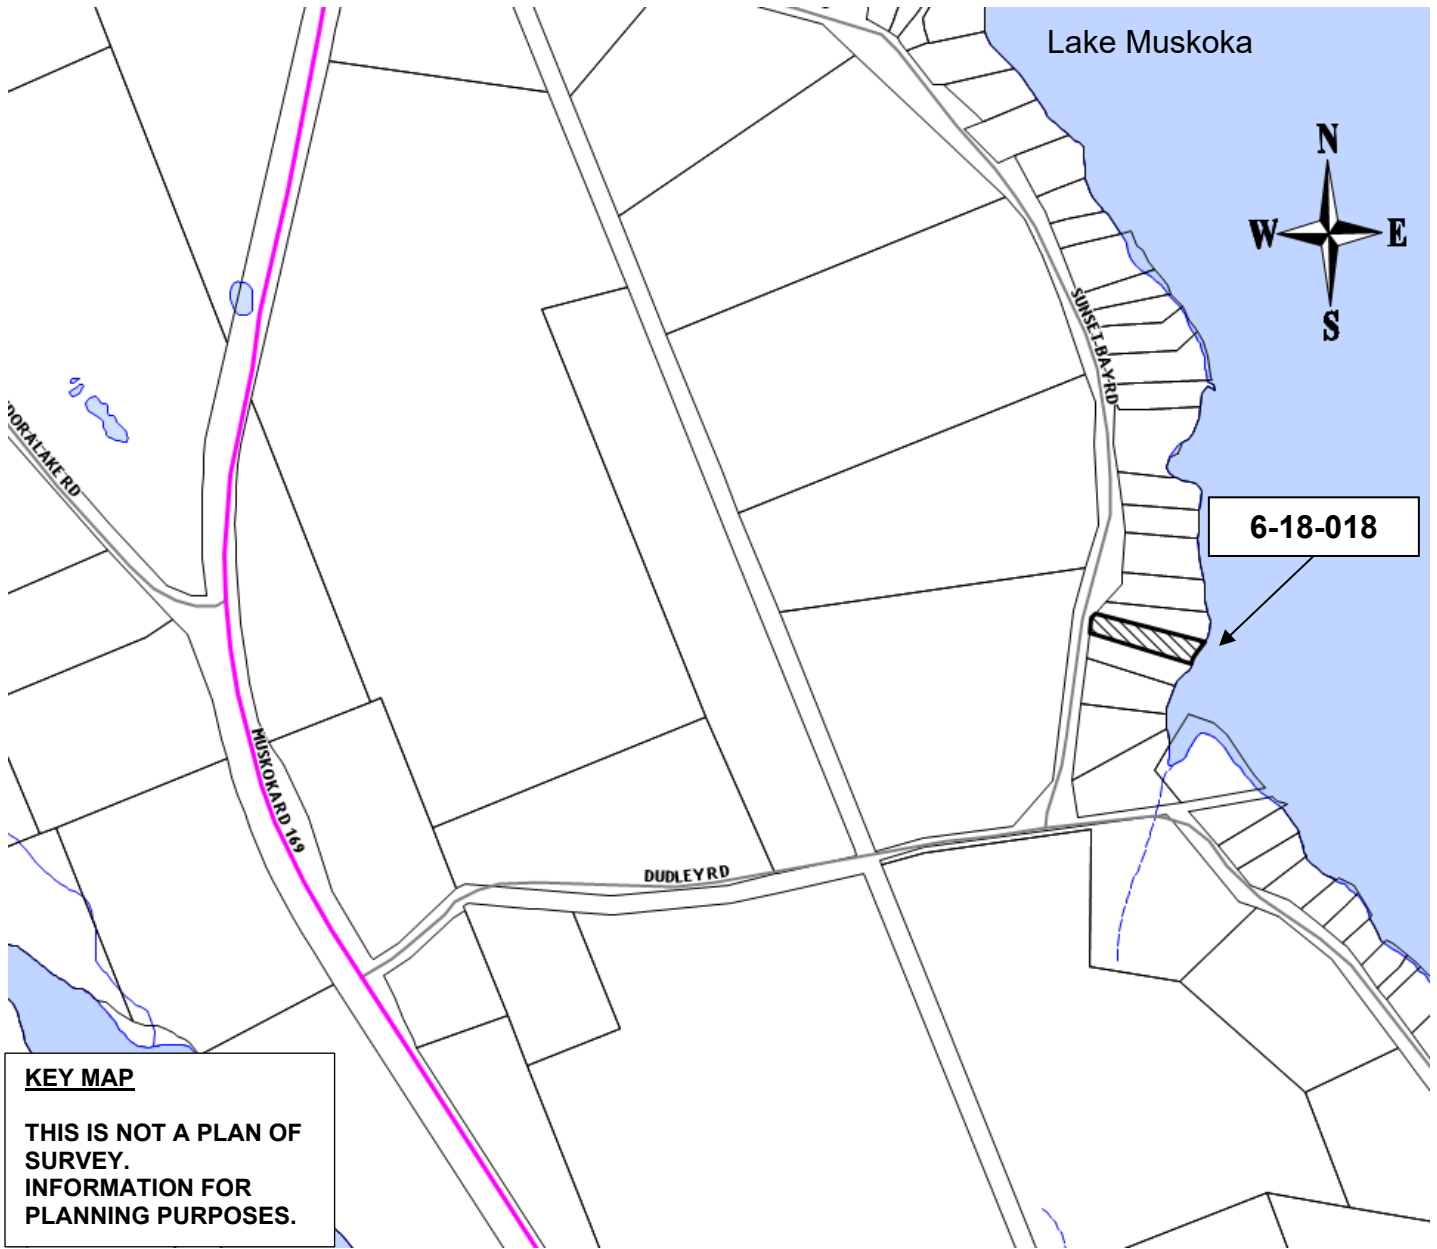 Lake Muskoka
N
W
E
S
SUNSET BAY RD
DORA LAKE RD
6-18-018
MUSKOKA RD 169
DUDLEY RD
KEY MAP
THIS IS NOT A PLAN OF
SURVEY.
INFORMATION FOR
PLANNING PURPOSES.